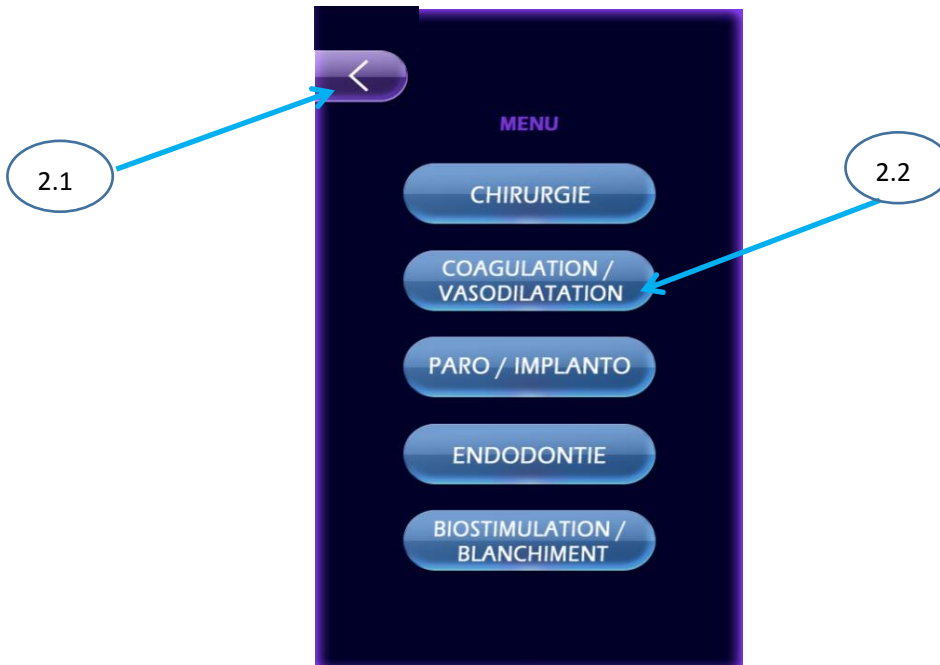 MENU
2.1
CHIRURGIE
2.2
COAGULATION /
VASODILATATION
PARO / IMPLANTO
ENDODONTIE
BIOSTIMULATION /
BLANCHIMENT